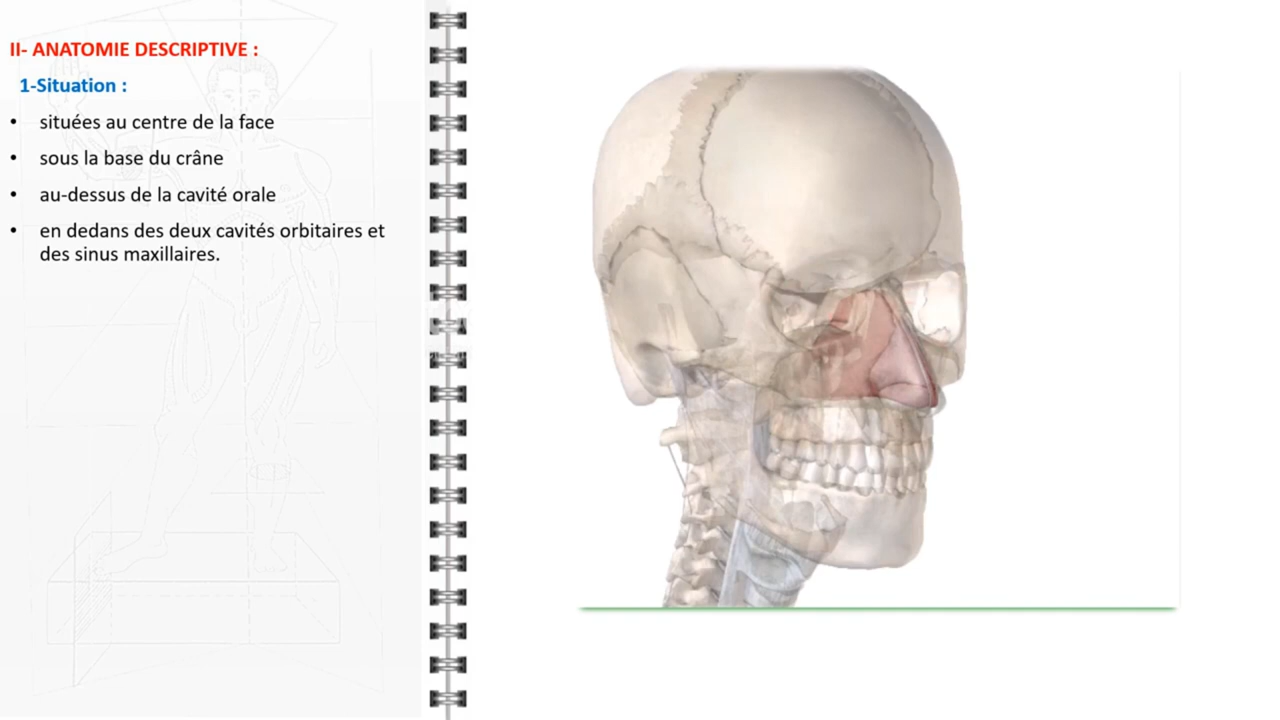 II- ANATOMIE DESCRIPTIVE :
1-Situation :
• situées au centre de la face
• sous la base du crâne
• au-dessus de la cavité orale
• en dedans des deux cavités orbitaires et
des sinus maxillaires.